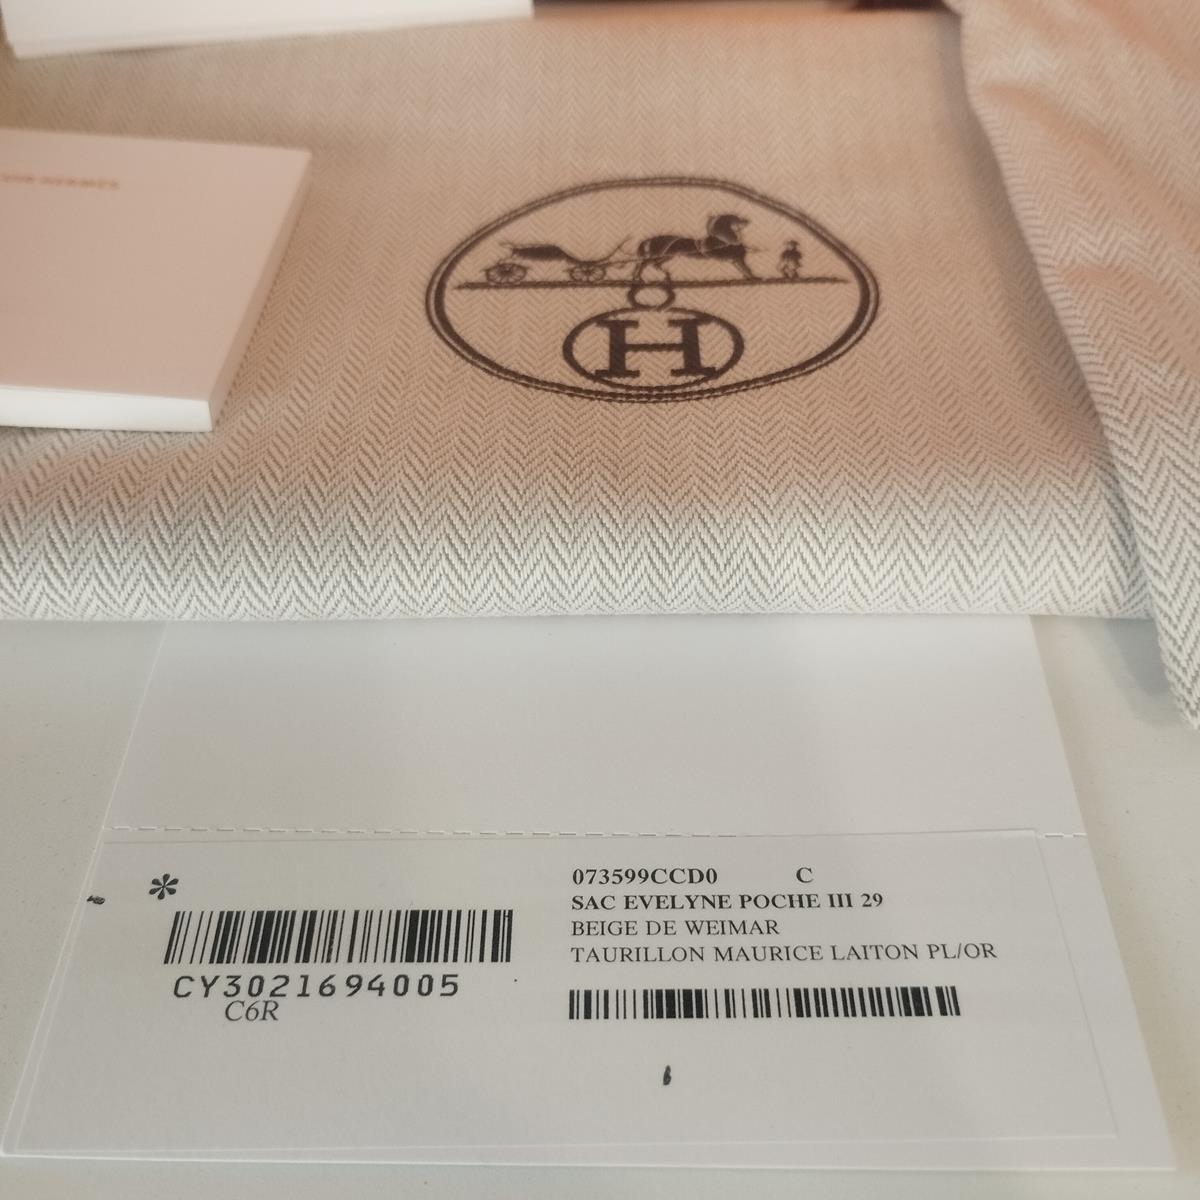 H
*
CY3021694005
C6R
073599CCD0 C
SAC EVELYNE POCHE III 29
BEIGE DE WEIMAR
TAURILLON MAURICE LAITON PL/OR